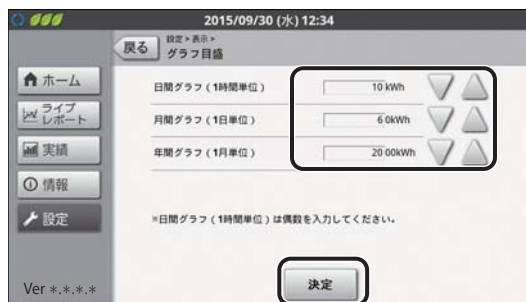 2015/09/30 (水) 12:34
戻る
設定>表示>
グラフ目盛
ホーム
ライブ
レポート
実績
情報
設定
日間グラフ（1時間単位）
10 kWh
月間グラフ（1日単位）
6 0kWh
年間グラフ（1月単位）
20 00kWh
※日間グラフ（1時間単位）は偶数を入力してください。
決定
Ver *.*.*.*